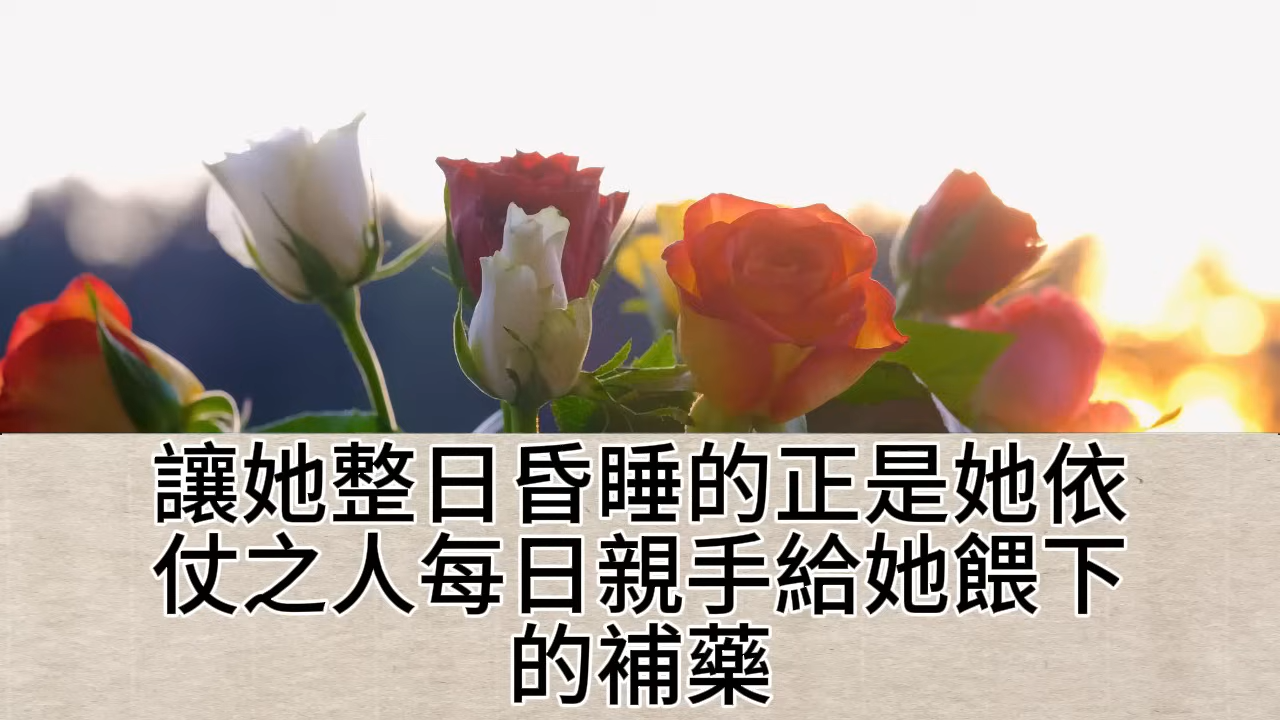 讓她整日昏睡的正是她依
仗之人每日親手給她餵下
的補藥